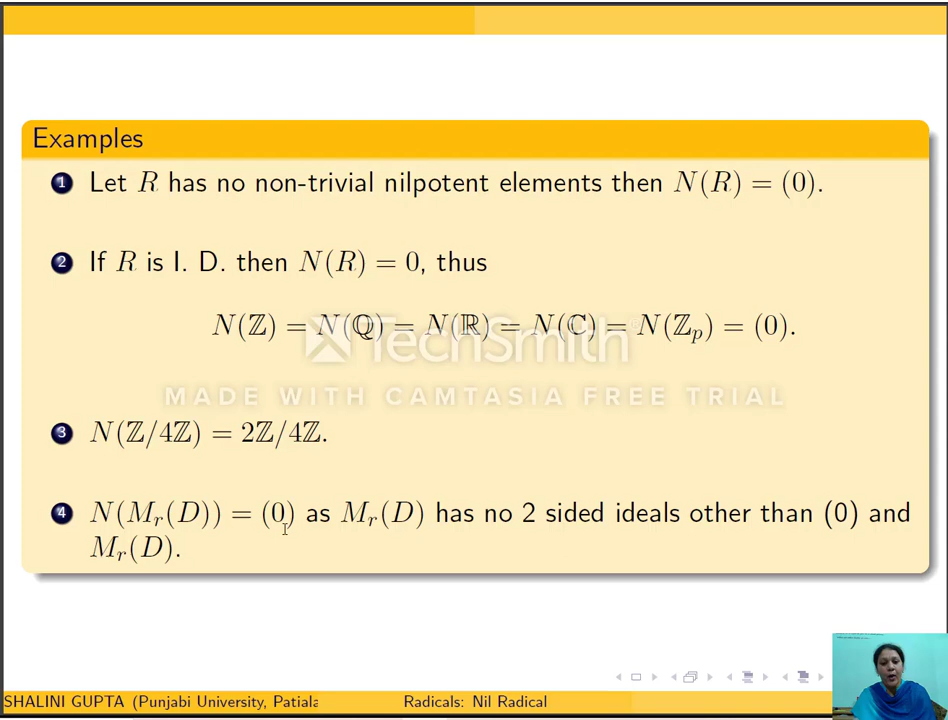 Examples
1 Let R has no non-trivial nilpotent elements then N(R) = (0).
2 If R is I. D. then N(R) = 0, thus
N(ℤ) = N(ℚ) = N(ℝ) = N(ℂ) = N(ℤ_p) = (0).
TechSmith
MADE WITH CAMTASIA FREE TRIAL
3 N(ℤ/4ℤ) = 2ℤ/4ℤ.
4 N(M_r(D)) = (0) as M_r(D) has no 2 sided ideals other than (0) and
M_r(D).
SHALINI GUPTA (Punjabi University, Patiala Radicals: Nil Radical